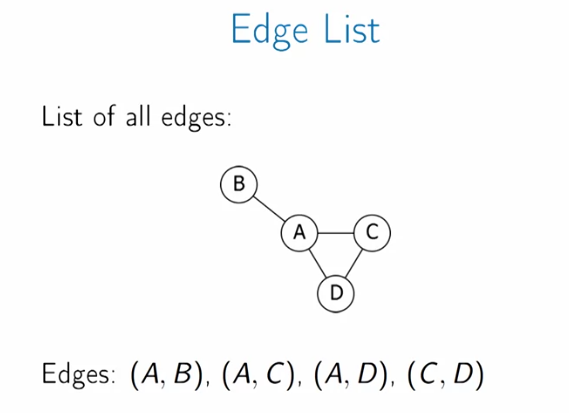 Edge List
List of all edges:
B
A
C
D
Edges: (A, B), (A, C), (A, D), (C, D)